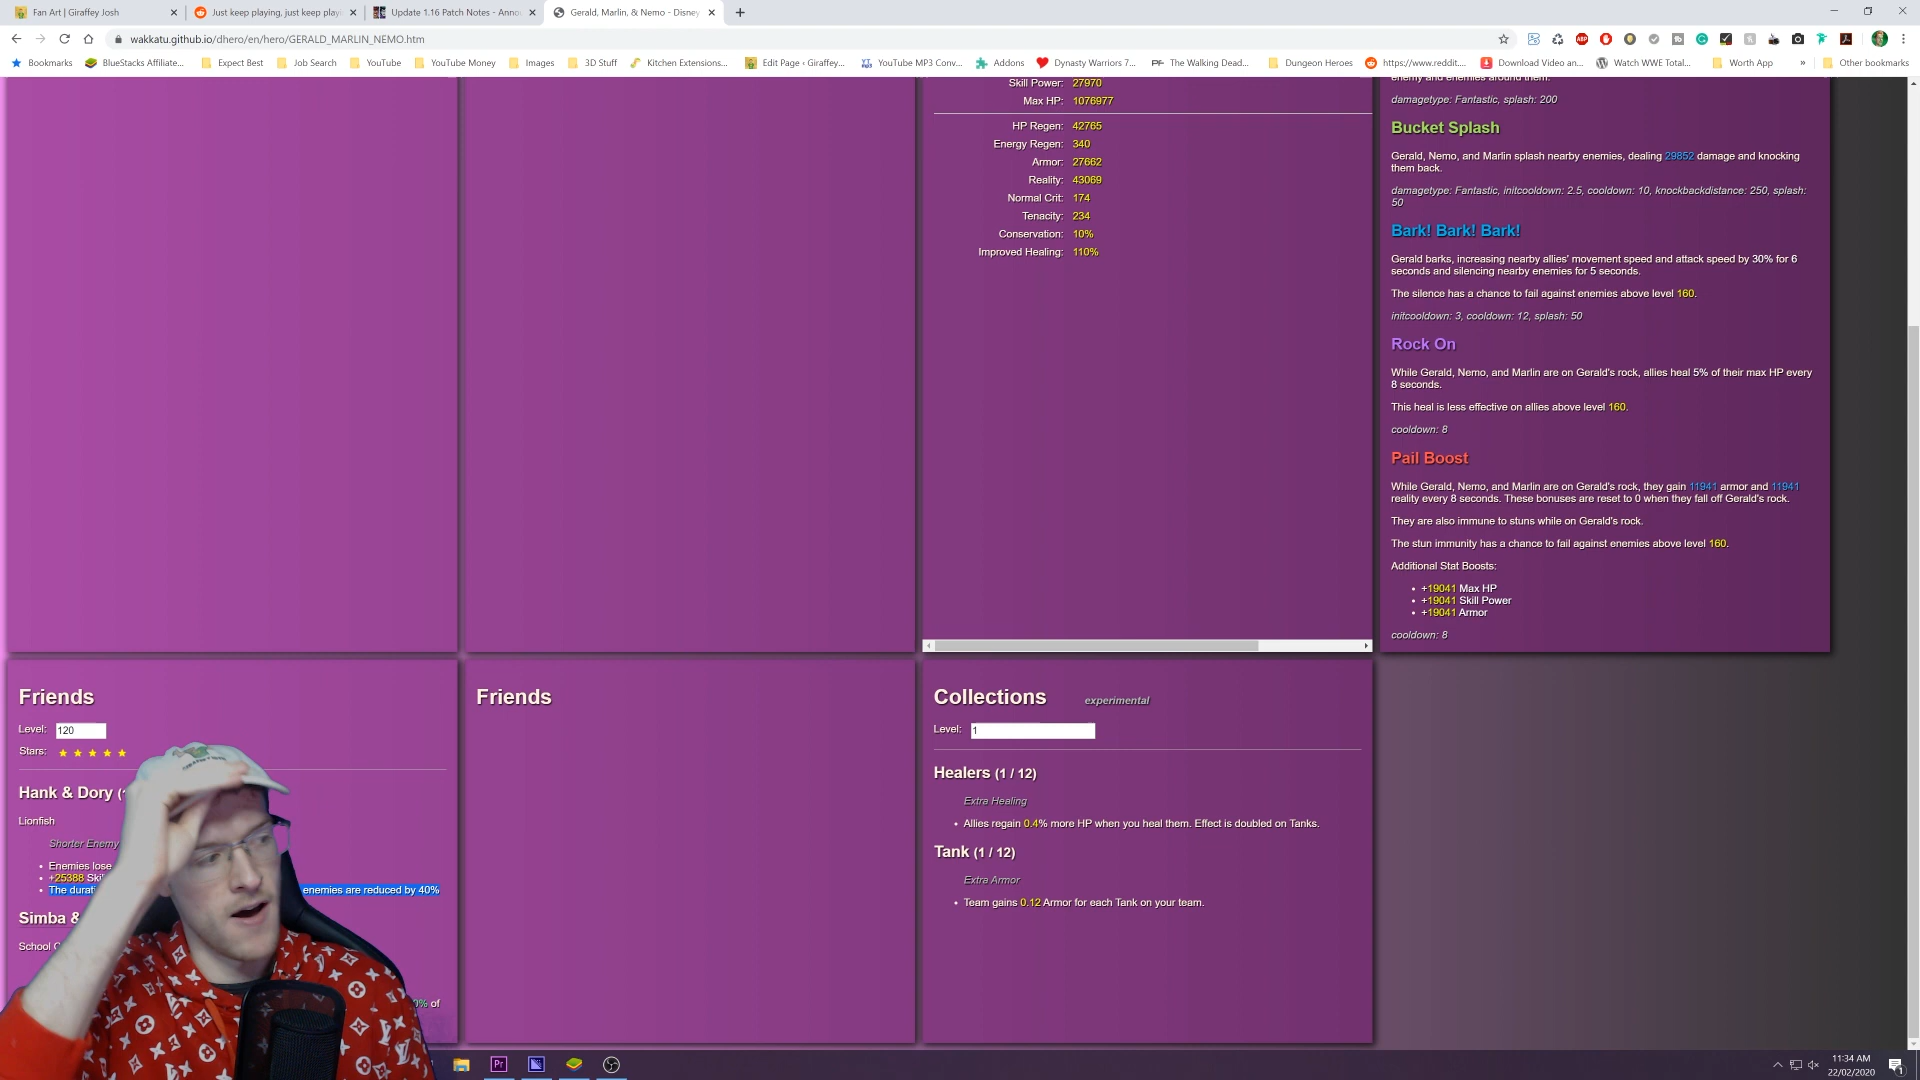 Fan Art | Giraffey Josh
Just keep playing, just keep play
Update 1.16 Patch Notes - Anno
Gerald, Marlin, & Nemo - Disney
wakkatu.github.io/dhero/en/hero/GERALD_MARLIN_NEMO.htm
Bookmarks
BlueStacks Affiliate...
Expect Best
Job Search
YouTube
YouTube Money
Images
3D Stuff
Kitchen Extensions...
Edit Page ‹ Giraffey...
YouTube MP3 Conv...
Addons
Dynasty Warriors 7...
The Walking Dead...
Dungeon Heroes
https://www.reddit....
Download Video an...
Watch WWE Total...
Worth App
»
Other bookmarks
Skill Power: 27970
Max HP: 1076977
HP Regen: 42765
Energy Regen: 340
Armor: 27662
Reality: 43069
Normal Crit: 174
Tenacity: 234
Conservation: 10%
Improved Healing: 110%
enemy and enemies around them.
damagetype: Fantastic, splash: 200
Bucket Splash
Gerald, Nemo, and Marlin splash nearby enemies, dealing 29852 damage and knocking
them back.
damagetype: Fantastic, initcooldown: 2.5, cooldown: 10, knockbackdistance: 250, splash:
50
Bark! Bark! Bark!
Gerald barks, increasing nearby allies' movement speed and attack speed by 30% for 6
seconds and silencing nearby enemies for 5 seconds.
The silence has a chance to fail against enemies above level 160.
initcooldown: 3, cooldown: 12, splash: 50
Rock On
While Gerald, Nemo, and Marlin are on Gerald's rock, allies heal 5% of their max HP every
8 seconds.
This heal is less effective on allies above level 160.
cooldown: 8
Pail Boost
While Gerald, Nemo, and Marlin are on Gerald's rock, they gain 11941 armor and 11941
reality every 8 seconds. These bonuses are reset to 0 when they fall off Gerald's rock.
They are also immune to stuns while on Gerald's rock.
The stun immunity has a chance to fail against enemies above level 160.
Additional Stat Boosts:
• +19041 Max HP
• +19041 Skill Power
• +19041 Armor
cooldown: 8
Friends
Level: 120
Stars: ★ ★ ★ ★ ★
Hank & Dory (
Lionfish
Shorter Enemy
• Enemies lose
• +25388 Ski
• The durati enemies are reduced by 40%
Simba &
School
0% of
Friends
Collections experimental
Level: 1
Healers (1 / 12)
Extra Healing
• Allies regain 0.4% more HP when you heal them. Effect is doubled on Tanks.
Tank (1 / 12)
Extra Armor
• Team gains 0.12 Armor for each Tank on your team.
Pr
11:34 AM
22/02/2020